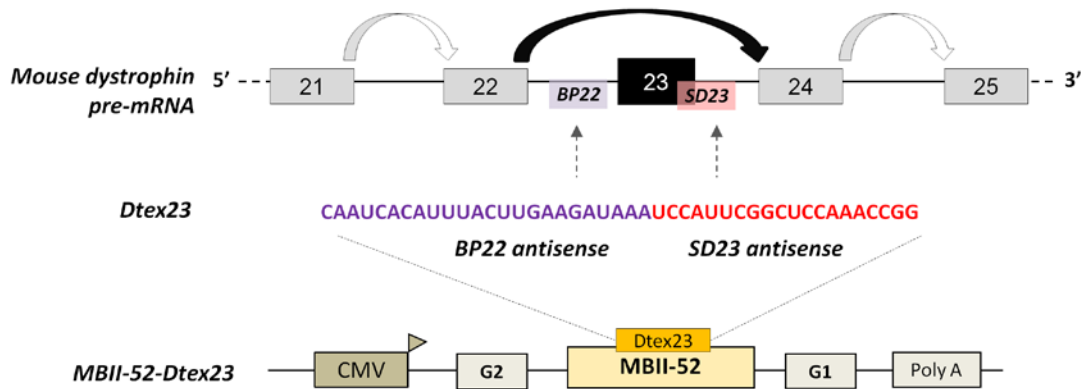 21 22 23 24 25
Mouse dystrophin 5’ 3’
pre-mRNA
BP22 SD23
Dtex23 CAAUCACAUUUACUUGAAGAUAAAUCCAUUCGGCUCCAAACCGG
BP22 antisense SD23 antisense
Dtex23
MBII-52-Dtex23 CMV G2 MBII-52 G1 Poly A